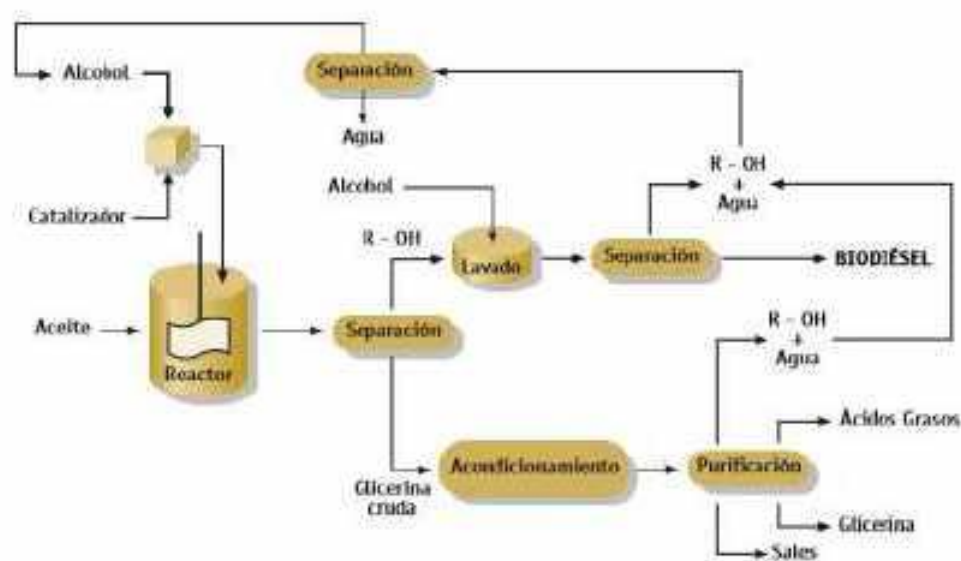 Separación
Alcohol
Agua
R - OH
+
Agua
Alcohol
Catalizador
R - OH
Lavado
Separación
BIODIÉSEL
Aceite
Reactor
Separación
R - OH
+
Agua
Ácidos Grasos
Acondicionamiento
Purificación
Glicerina
cruda
Glicerina
Sales